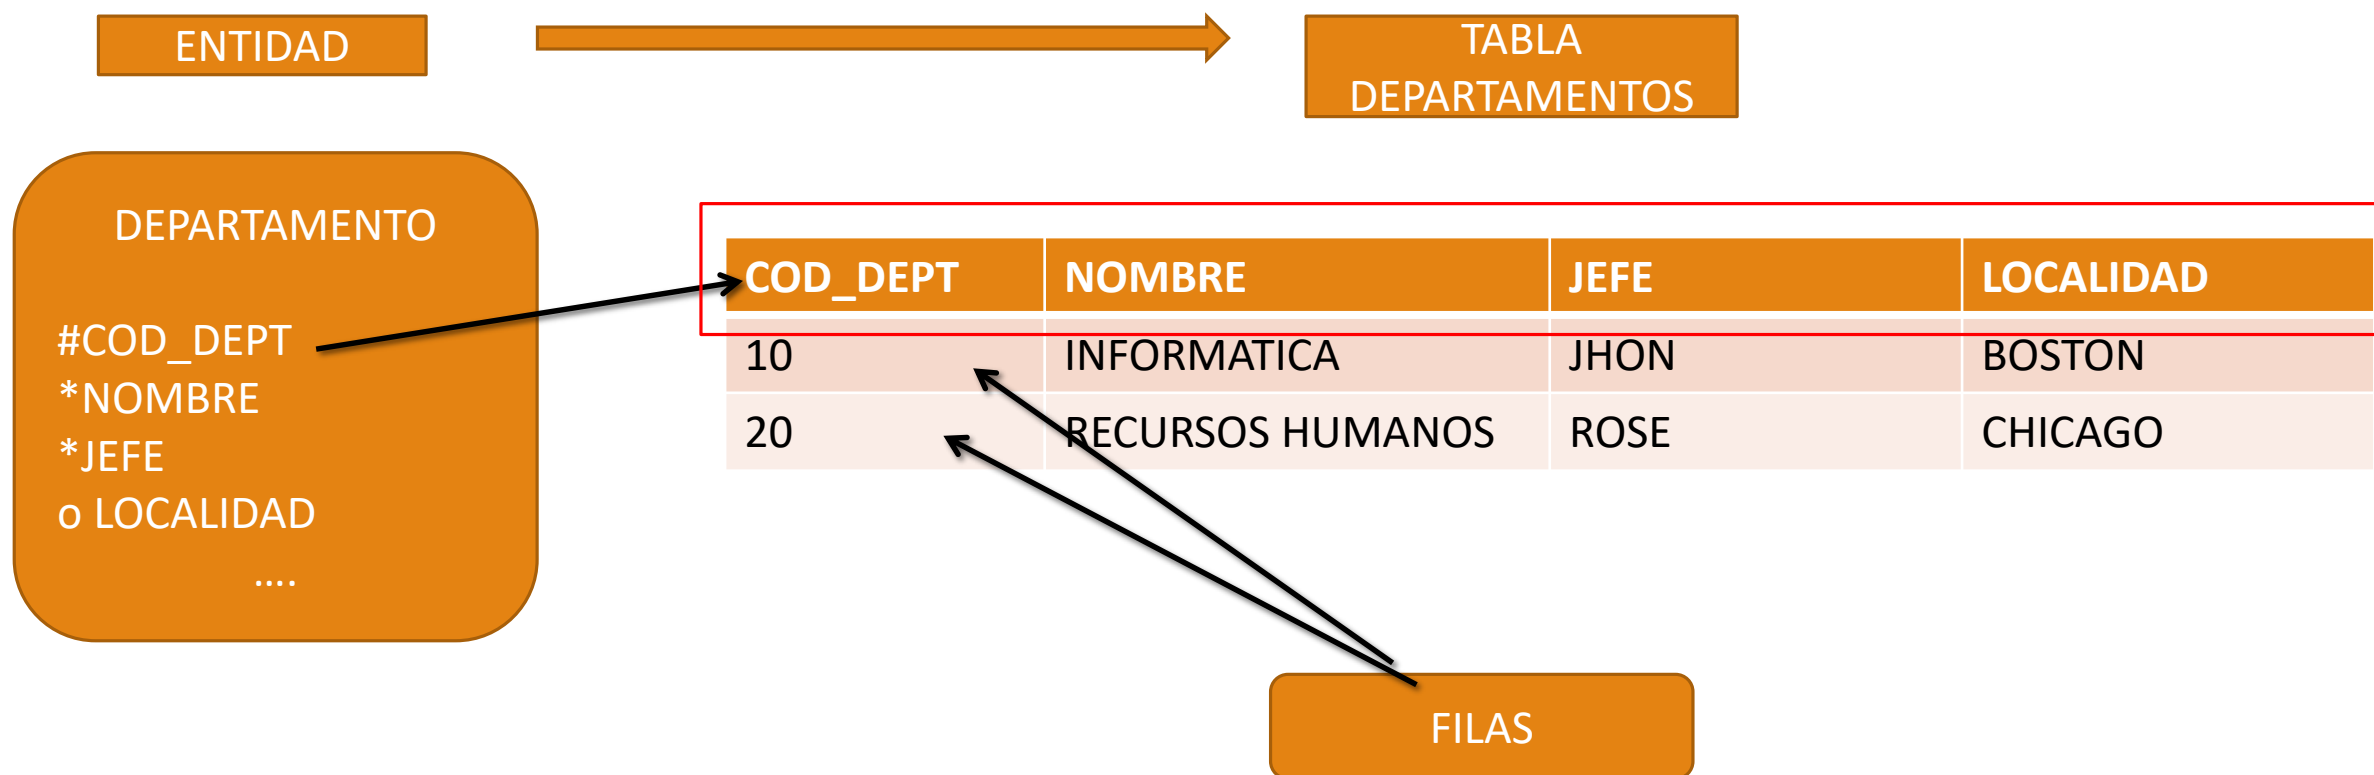 ENTIDAD
TABLA
DEPARTAMENTOS
DEPARTAMENTO
#COD_DEPT
*NOMBRE
*JEFE
o LOCALIDAD
....
COD_DEPT NOMBRE JEFE LOCALIDAD
10 INFORMATICA JHON BOSTON
20 RECURSOS HUMANOS ROSE CHICAGO
FILAS